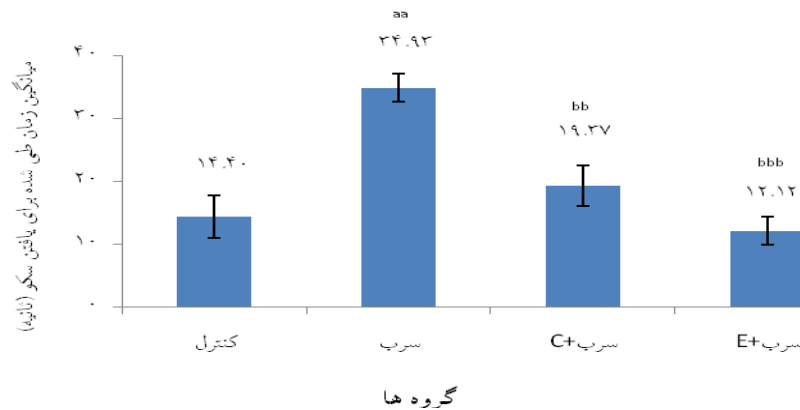 aa
۳۴.۹۳
bb
۱۹.۳۷
bbb
۱۲.۱۲
۱۴.۴۰
۴۰
۳۰
۲۰
۱۰
۰
میانگین زمان طی شده برای یافتن سکو (ثانیه)
کنترل
سرب
سرب+C
سرب+E
گروه ها